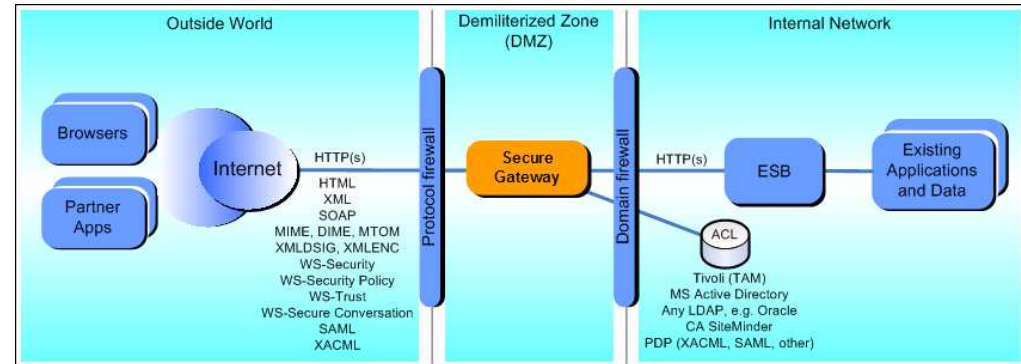 Outside World
Demiliterized Zone
(DMZ)
Internal Network
Browsers
Partner
Apps
Internet
HTTP(s)
HTML
XML
SOAP
MIME, DIME, MTOM
XMLDSIG, XMLENC
WS-Security
WS-Security Policy
WS-Trust
WS-Secure Conversation
SAML
XACML
Protocol firewall
Secure
Gateway
Domain firewall
HTTP(s)
ESB
Existing
Applications
and Data
ACL
Tivoli (TAM)
MS Active Directory
Any LDAP, e.g. Oracle
CA SiteMinder
PDP (XACML, SAML, other)